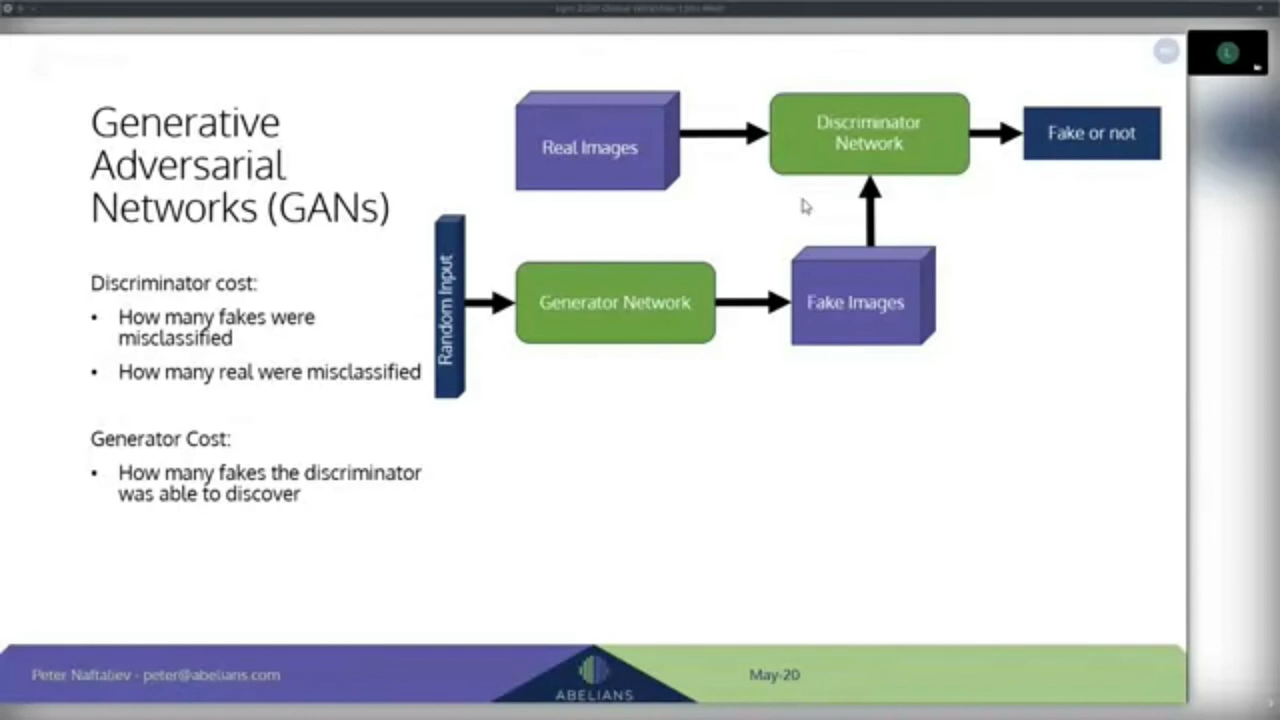 Generative
Adversarial
Networks (GANs)
Discriminator cost:
• How many fakes were
misclassified
• How many real were misclassified
Generator Cost:
• How many fakes the discriminator
was able to discover
Real Images
Discriminator
Network
Fake or not
Random Input
Generator Network
Fake Images
L
Peter Naftaliev - peter@abelians.com
ABELIANS
May-20